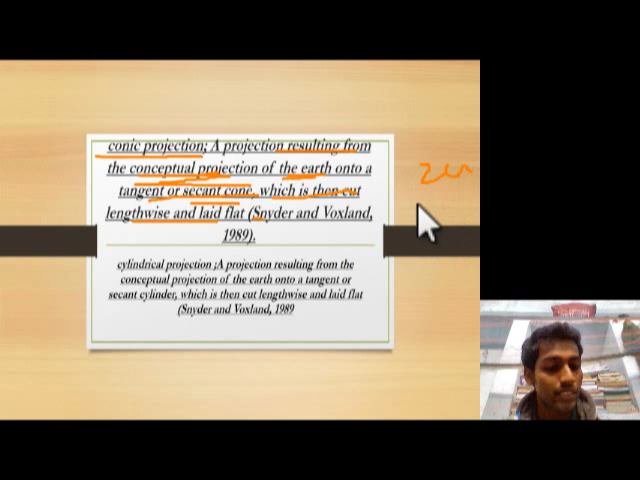 conic projection; A projection resulting from
the conceptual projection of the earth onto a
tangent or secant cone, which is then cut
lengthwise and laid flat (Snyder and Voxland,
1989).
cylindrical projection ;A projection resulting from the
conceptual projection of the earth onto a tangent or
secant cylinder, which is then cut lengthwise and laid flat
(Snyder and Voxland, 1989